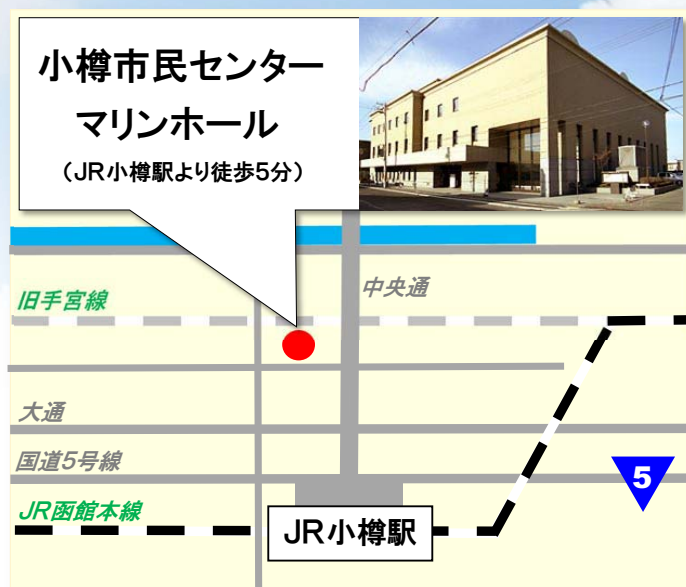 小樽市民センター
マリンホール
(JR小樽駅より徒歩5分)
中央通
旧手宮線
大通
国道5号線
5
JR函館本線
JR小樽駅